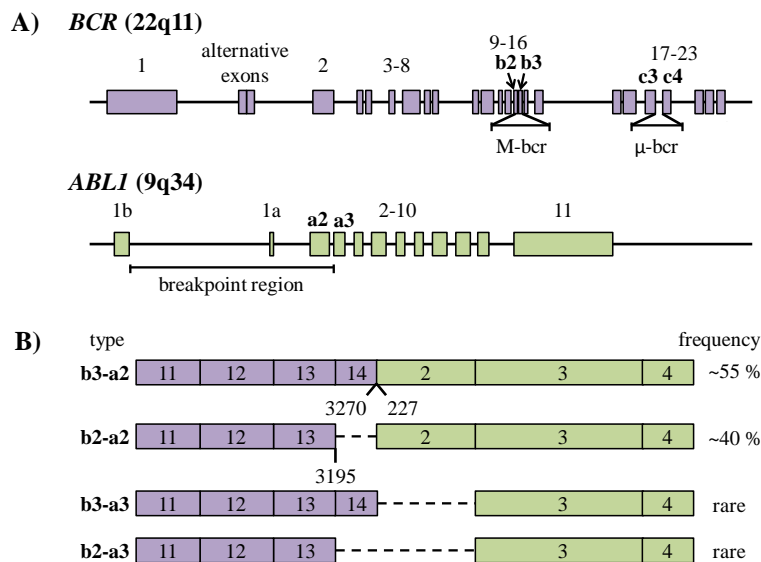 A) BCR (22q11)
1 alternative exons 2 3-8 9-16 17-23
b2 b3 c3 c4
M-bcr μ-bcr
ABL1 (9q34)
1b 1a a2 a3 2-10 11
breakpoint region
B) type frequency
b3-a2 11 12 13 14 2 3 4 ~55 %
3270 227
b2-a2 11 12 13 2 3 4 ~40 %
3195
b3-a3 11 12 13 14 3 4 rare
b2-a3 11 12 13 3 4 rare